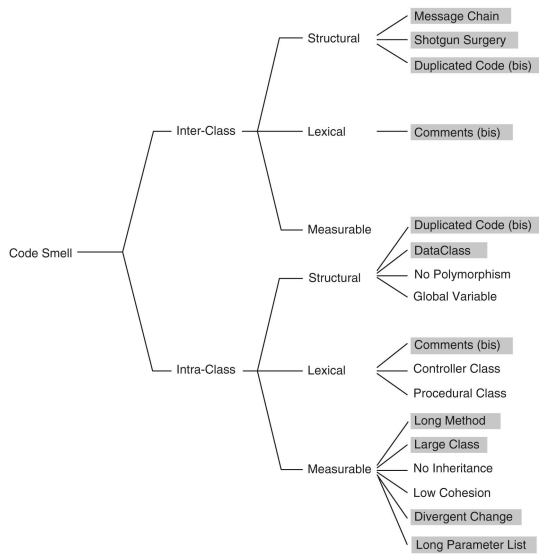 Message Chain
Structural
Shotgun Surgery
Duplicated Code (bis)
Inter-Class
Lexical
Comments (bis)
Measurable
Code Smell
Duplicated Code (bis)
DataClass
Structural
No Polymorphism
Global Variable
Comments (bis)
Intra-Class
Lexical
Controller Class
Procedural Class
Long Method
Large Class
Measurable
No Inheritance
Low Cohesion
Divergent Change
Long Parameter List